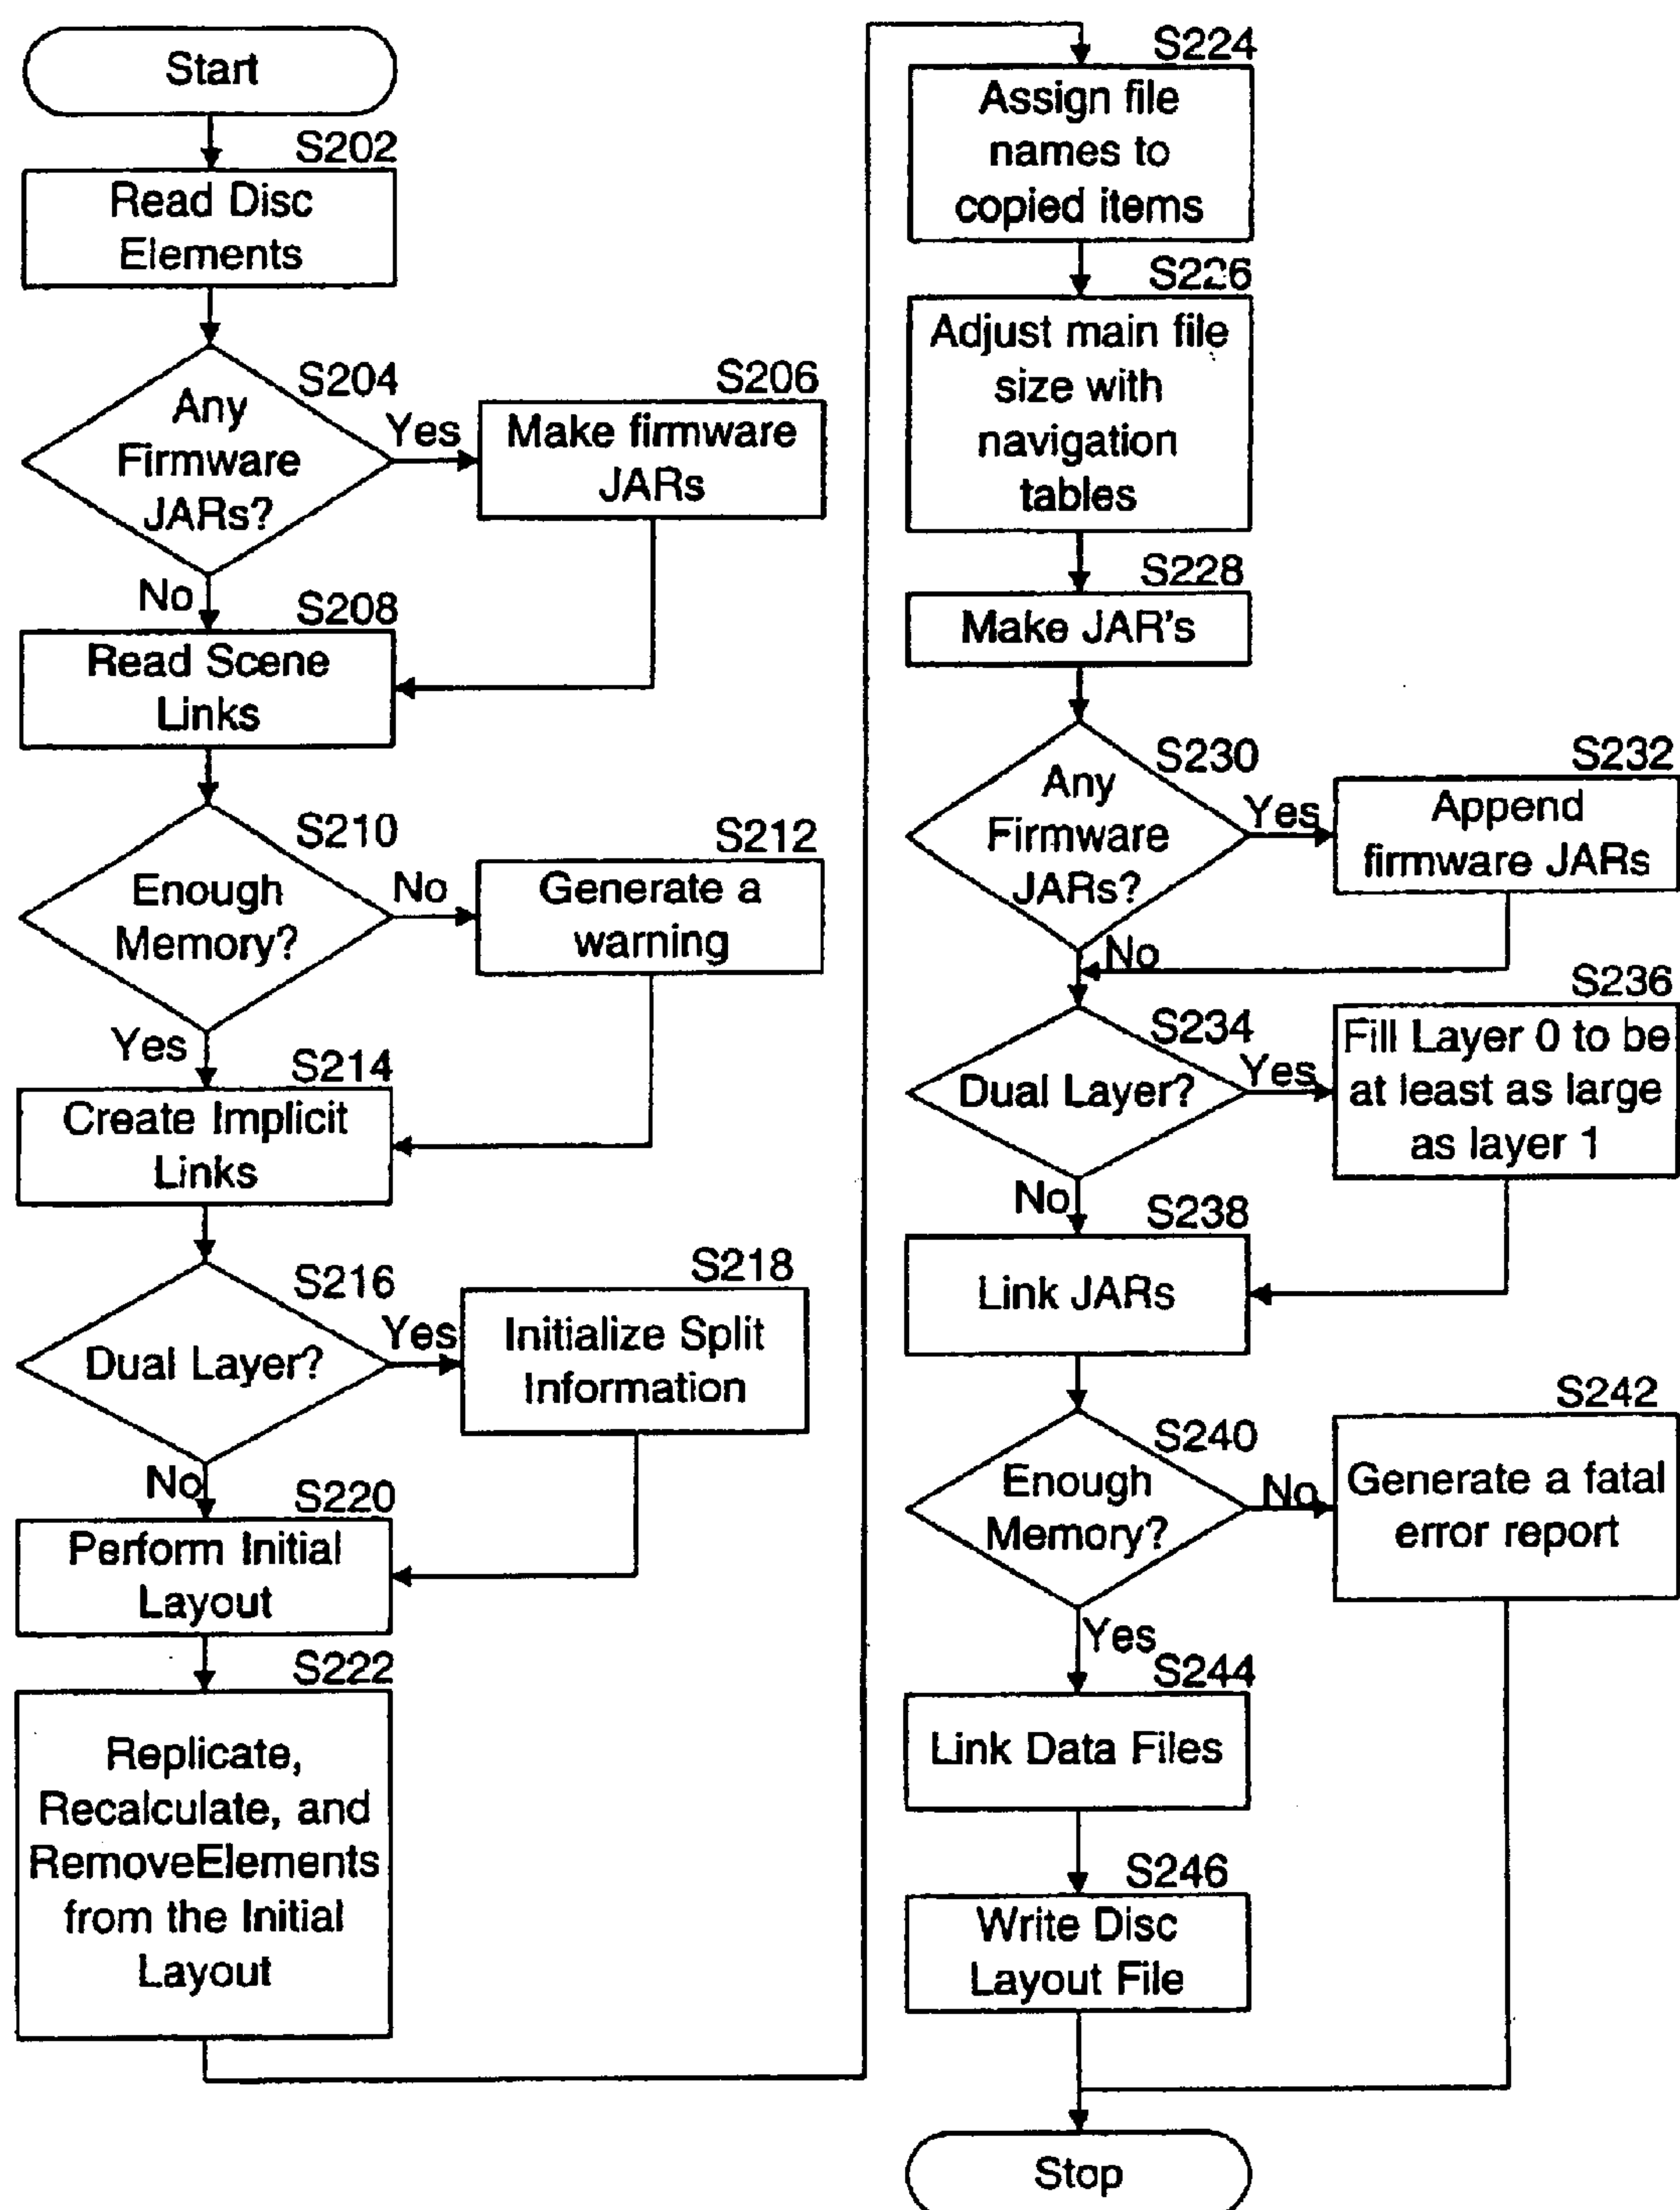 Start
S202
Read Disc
Elements
S204
Any
Firmware
JARs?
Yes
S206
Make firmware
JARs
No
S208
Read Scene
Links
S210
Enough
Memory?
No
S212
Generate a
warning
Yes
S214
Create Implicit
Links
S216
Dual Layer?
Yes
S218
Initialize Split
Information
No
S220
Perform Initial
Layout
S222
Replicate,
Recalculate, and
RemoveElements
from the Initial
Layout
S224
Assign file
names to
copied items
S226
Adjust main file
size with
navigation
tables
S228
Make JAR's
S230
Any
Firmware
JARs?
Yes
S232
Append
firmware JARs
No
S234
Dual Layer?
Yes
S236
Fill Layer 0 to be
at least as large
as layer 1
No
S238
Link JARs
S240
Enough
Memory?
No
S242
Generate a fatal
error report
Yes
S244
Link Data Files
S246
Write Disc
Layout File
Stop